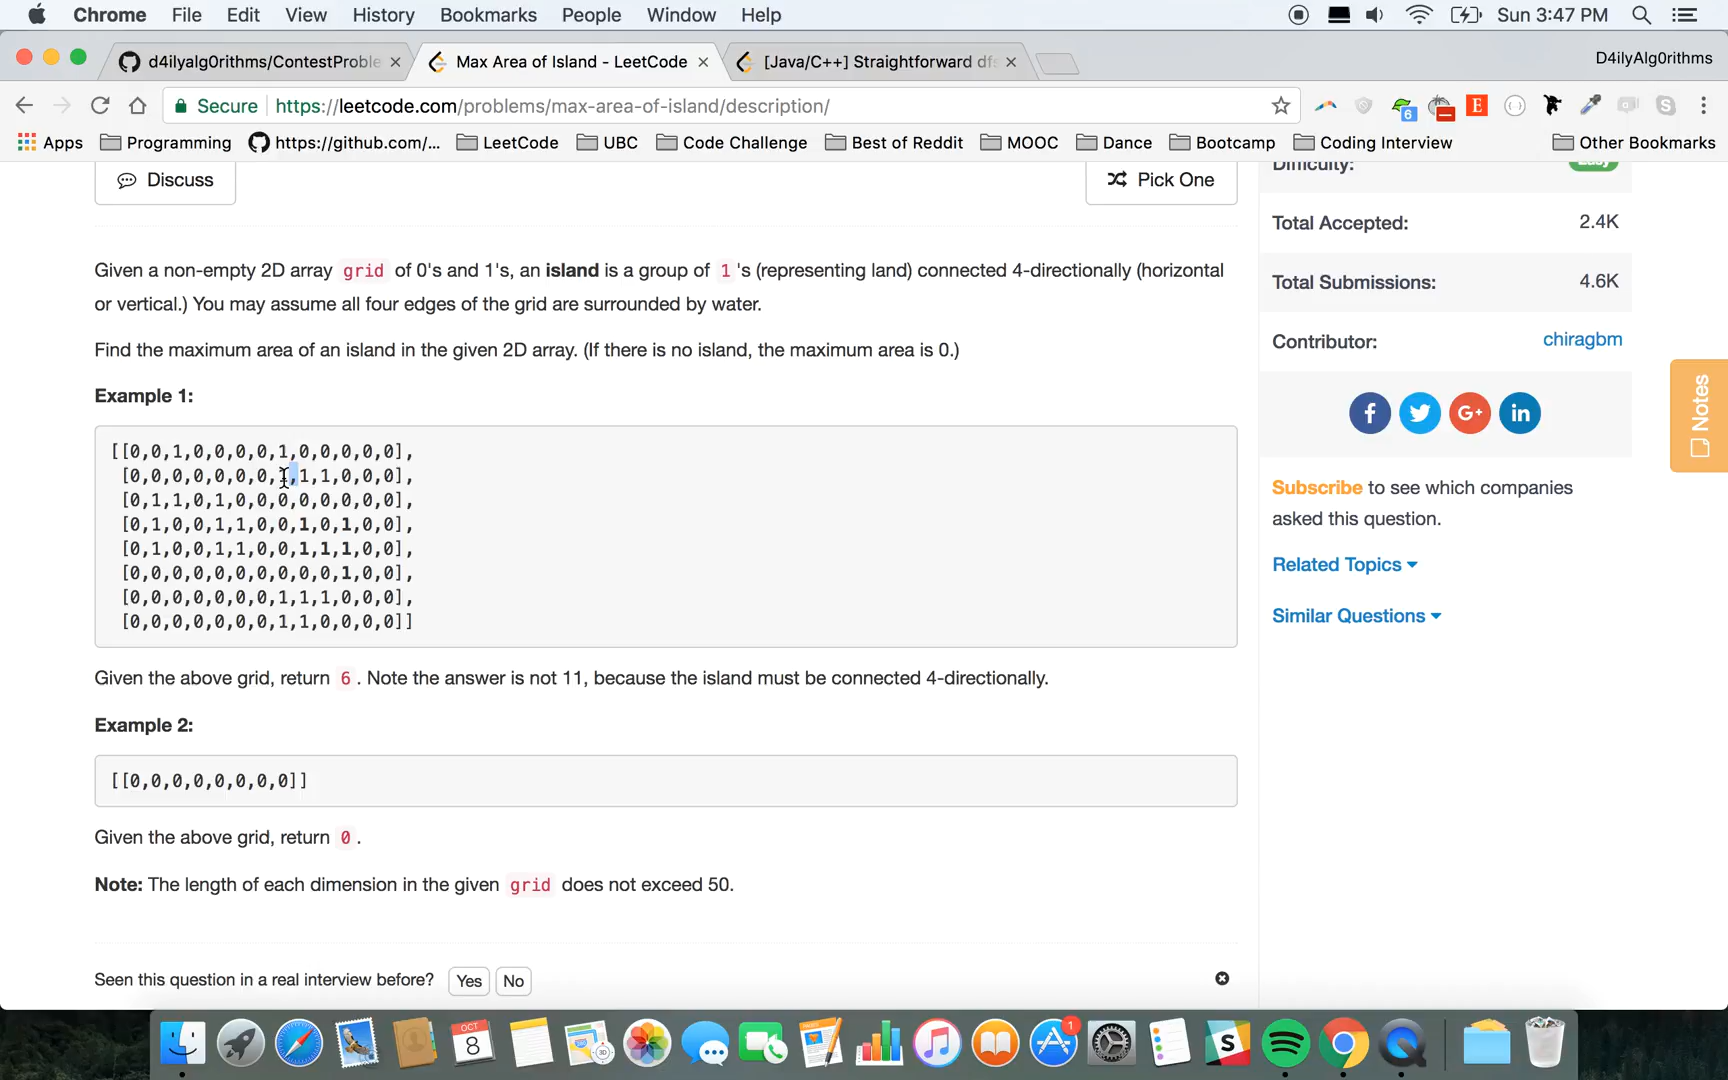 Chrome File Edit View History Bookmarks People Window Help Sun 3:47 PM
d4ilyalg0rithms/ContestProble Max Area of Island - LeetCode [Java/C++] Straightforward dfs D4ilyAlg0rithms
Secure https://leetcode.com/problems/max-area-of-island/description/ 6 E S
Apps Programming https://github.com/... LeetCode UBC Code Challenge Best of Reddit MOOC Dance Bootcamp Coding Interview Other Bookmarks
Discuss Pick One
Difficulty: Easy
Total Accepted: 2.4K
Total Submissions: 4.6K
Contributor: chiragbm
G+ in
Notes
Subscribe to see which companies
asked this question.
Related Topics
Similar Questions
Given a non-empty 2D array grid of 0's and 1's, an island is a group of 1 's (representing land) connected 4-directionally (horizontal
or vertical.) You may assume all four edges of the grid are surrounded by water.
Find the maximum area of an island in the given 2D array. (If there is no island, the maximum area is 0.)
Example 1:
[[0,0,1,0,0,0,0,1,0,0,0,0,0],
[0,0,0,0,0,0,0,1,1,1,0,0,0],
[0,1,1,0,1,0,0,0,0,0,0,0,0],
[0,1,0,0,1,1,0,0,1,0,1,0,0],
[0,1,0,0,1,1,0,0,1,1,1,0,0],
[0,0,0,0,0,0,0,0,0,0,1,0,0],
[0,0,0,0,0,0,0,1,1,1,0,0,0],
[0,0,0,0,0,0,0,1,1,0,0,0,0]]
Given the above grid, return 6 . Note the answer is not 11, because the island must be connected 4-directionally.
Example 2:
[[0,0,0,0,0,0,0,0]]
Given the above grid, return 0 .
Note: The length of each dimension in the given grid does not exceed 50.
Seen this question in a real interview before? Yes No
OCT
8
3D
1
S